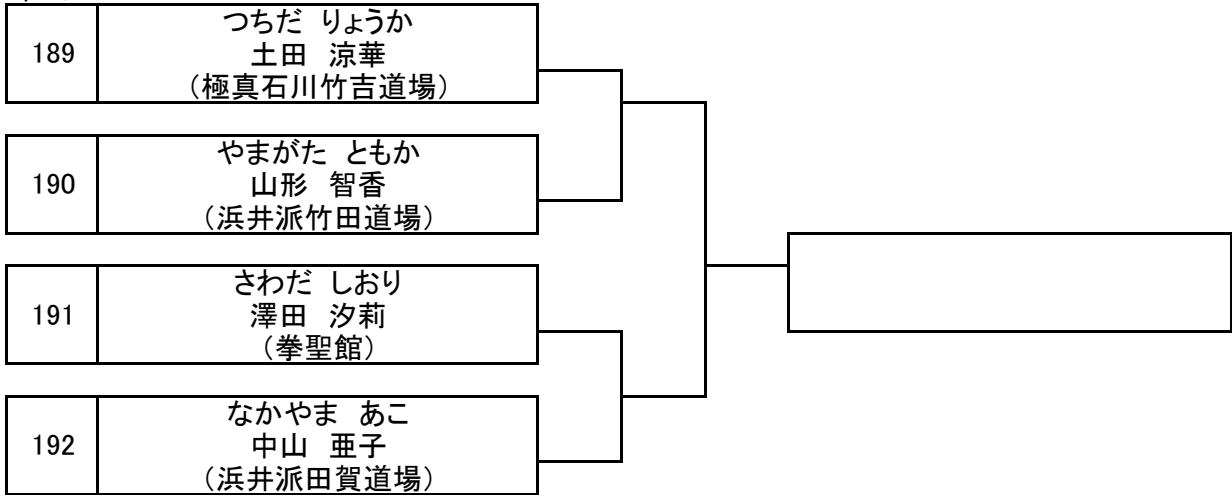 189
つちだ りょうか
土田 涼華
（極真石川竹吉道場）
190
やまがた ともか
山形 智香
（浜井派竹田道場）
191
さわだ しおり
澤田 汐莉
（拳聖館）
192
なかやま あこ
中山 亜子
（浜井派田賀道場）